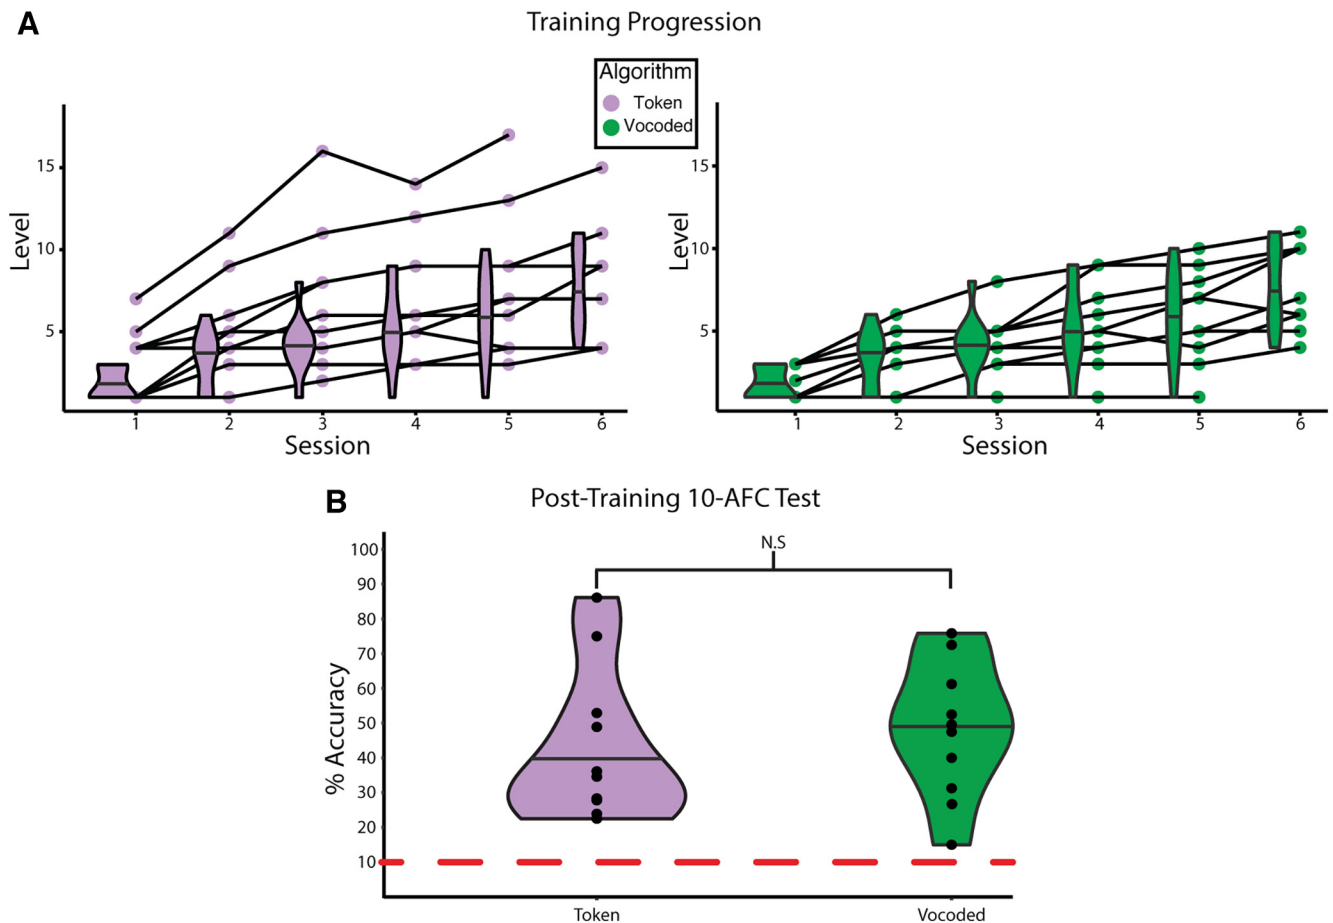 A
Training Progression
Algorithm
Token
Vocoded
Level
15
10
5
1 2 3 4 5 6
Session
Level
15
10
5
1 2 3 4 5 6
Session
B
Post-Training 10-AFC Test
N.S
% Accuracy
100
90
80
70
60
50
40
30
20
10
Token
Vocoded